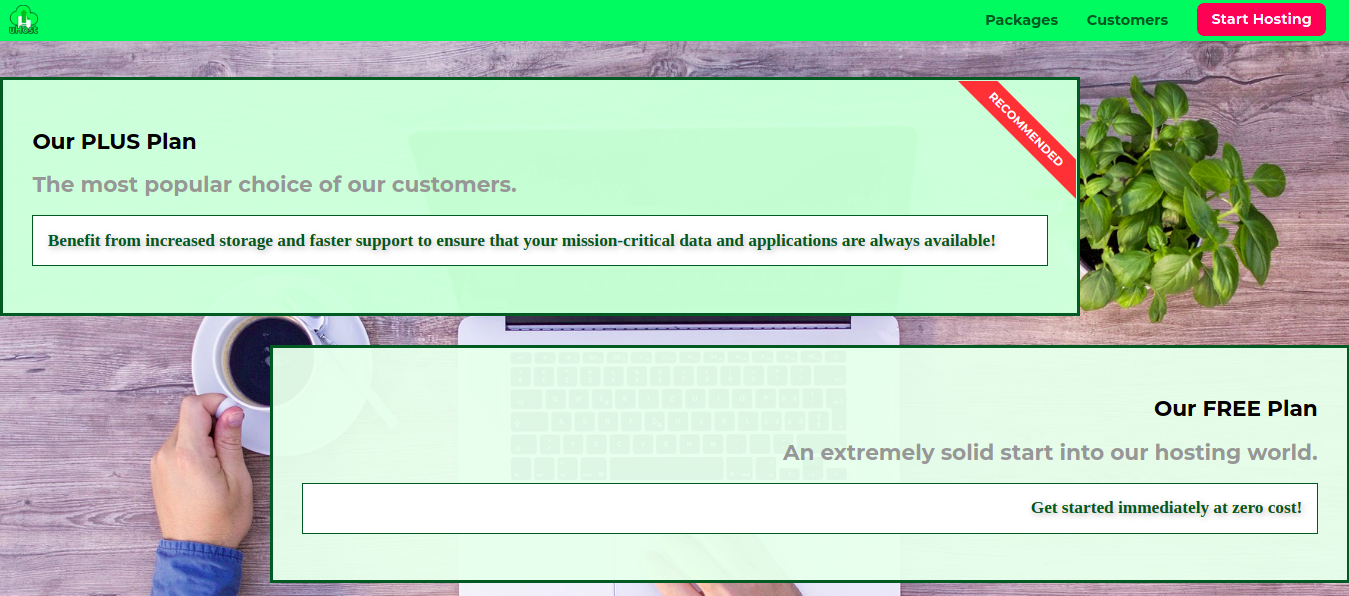 uHost
Packages
Customers
Start Hosting
RECOMMENDED
Our PLUS Plan
The most popular choice of our customers.
Benefit from increased storage and faster support to ensure that your mission-critical data and applications are always available!
Our FREE Plan
An extremely solid start into our hosting world.
Get started immediately at zero cost!